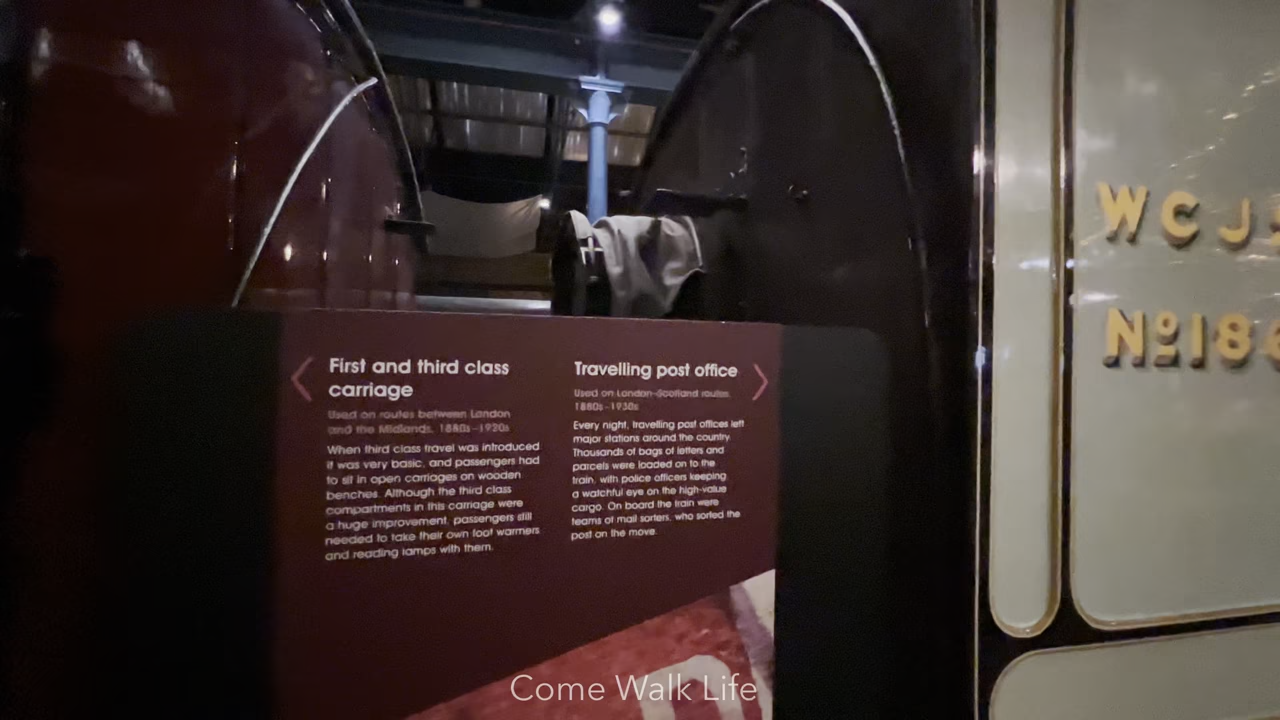 First and third class
carriage
Used on routes between London
and the Midlands, 1880s-1920s
When third class travel was introduced
it was very basic, and passengers had
to sit in open carriages on wooden
benches. Although the third class
compartments in this carriage were
a huge improvement, passengers still
needed to take their own foot warmers
and reading lamps with them.
Travelling post office
Used on London-Scotland routes,
1880s-1930s
Every night, travelling post offices left
major stations around the country.
Thousands of bags of letters and
parcels were loaded on to the
train, with police officers keeping
a watchful eye on the high-value
cargo. On board the train were
teams of mail sorters, who sorted the
post on the move.
W C J
Nº 186
Come Walk Life